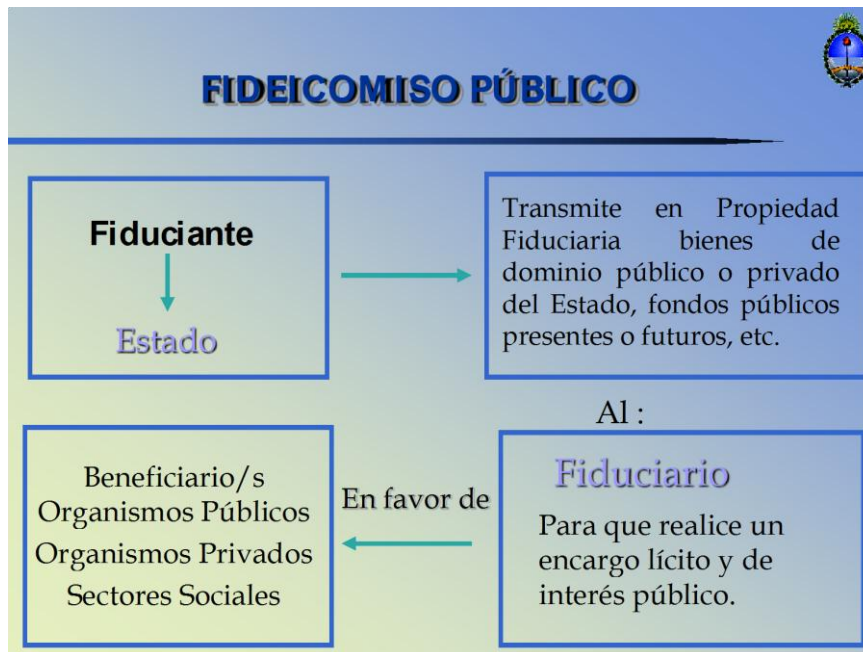 FIDEICOMISO PÚBLICO
Fiduciante
Estado
Transmite en Propiedad
Fiduciaria bienes de
dominio público o privado
del Estado, fondos públicos
presentes o futuros, etc.
Al :
Fiduciario
Para que realice un
encargo lícito y de
interés público.
En favor de
Beneficiario/s
Organismos Públicos
Organismos Privados
Sectores Sociales